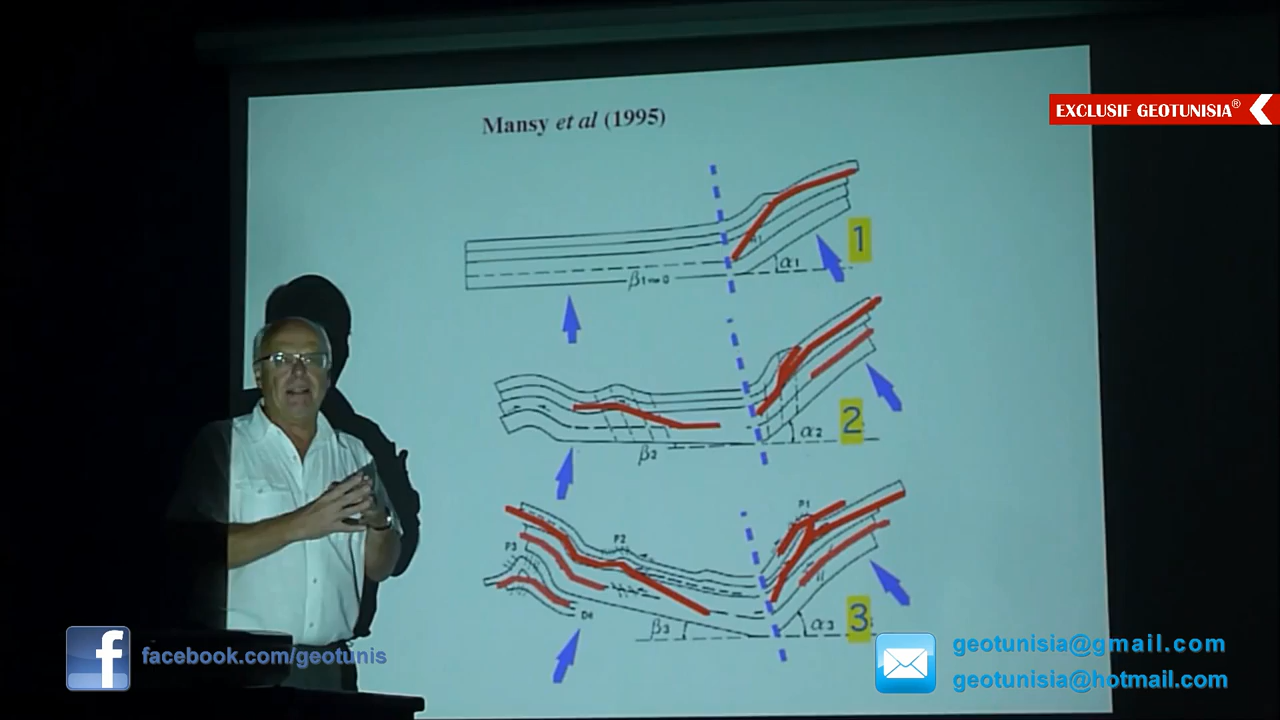 Mansy et al (1995)
EXCLUSIF GEOTUNISIA®
1
α1
β1=0
2
α2
β2
P1
P2
P3
D4
3
α3
β3
f
facebook.com/geotunis
geotunisia@gmail.com
geotunisia@hotmail.com